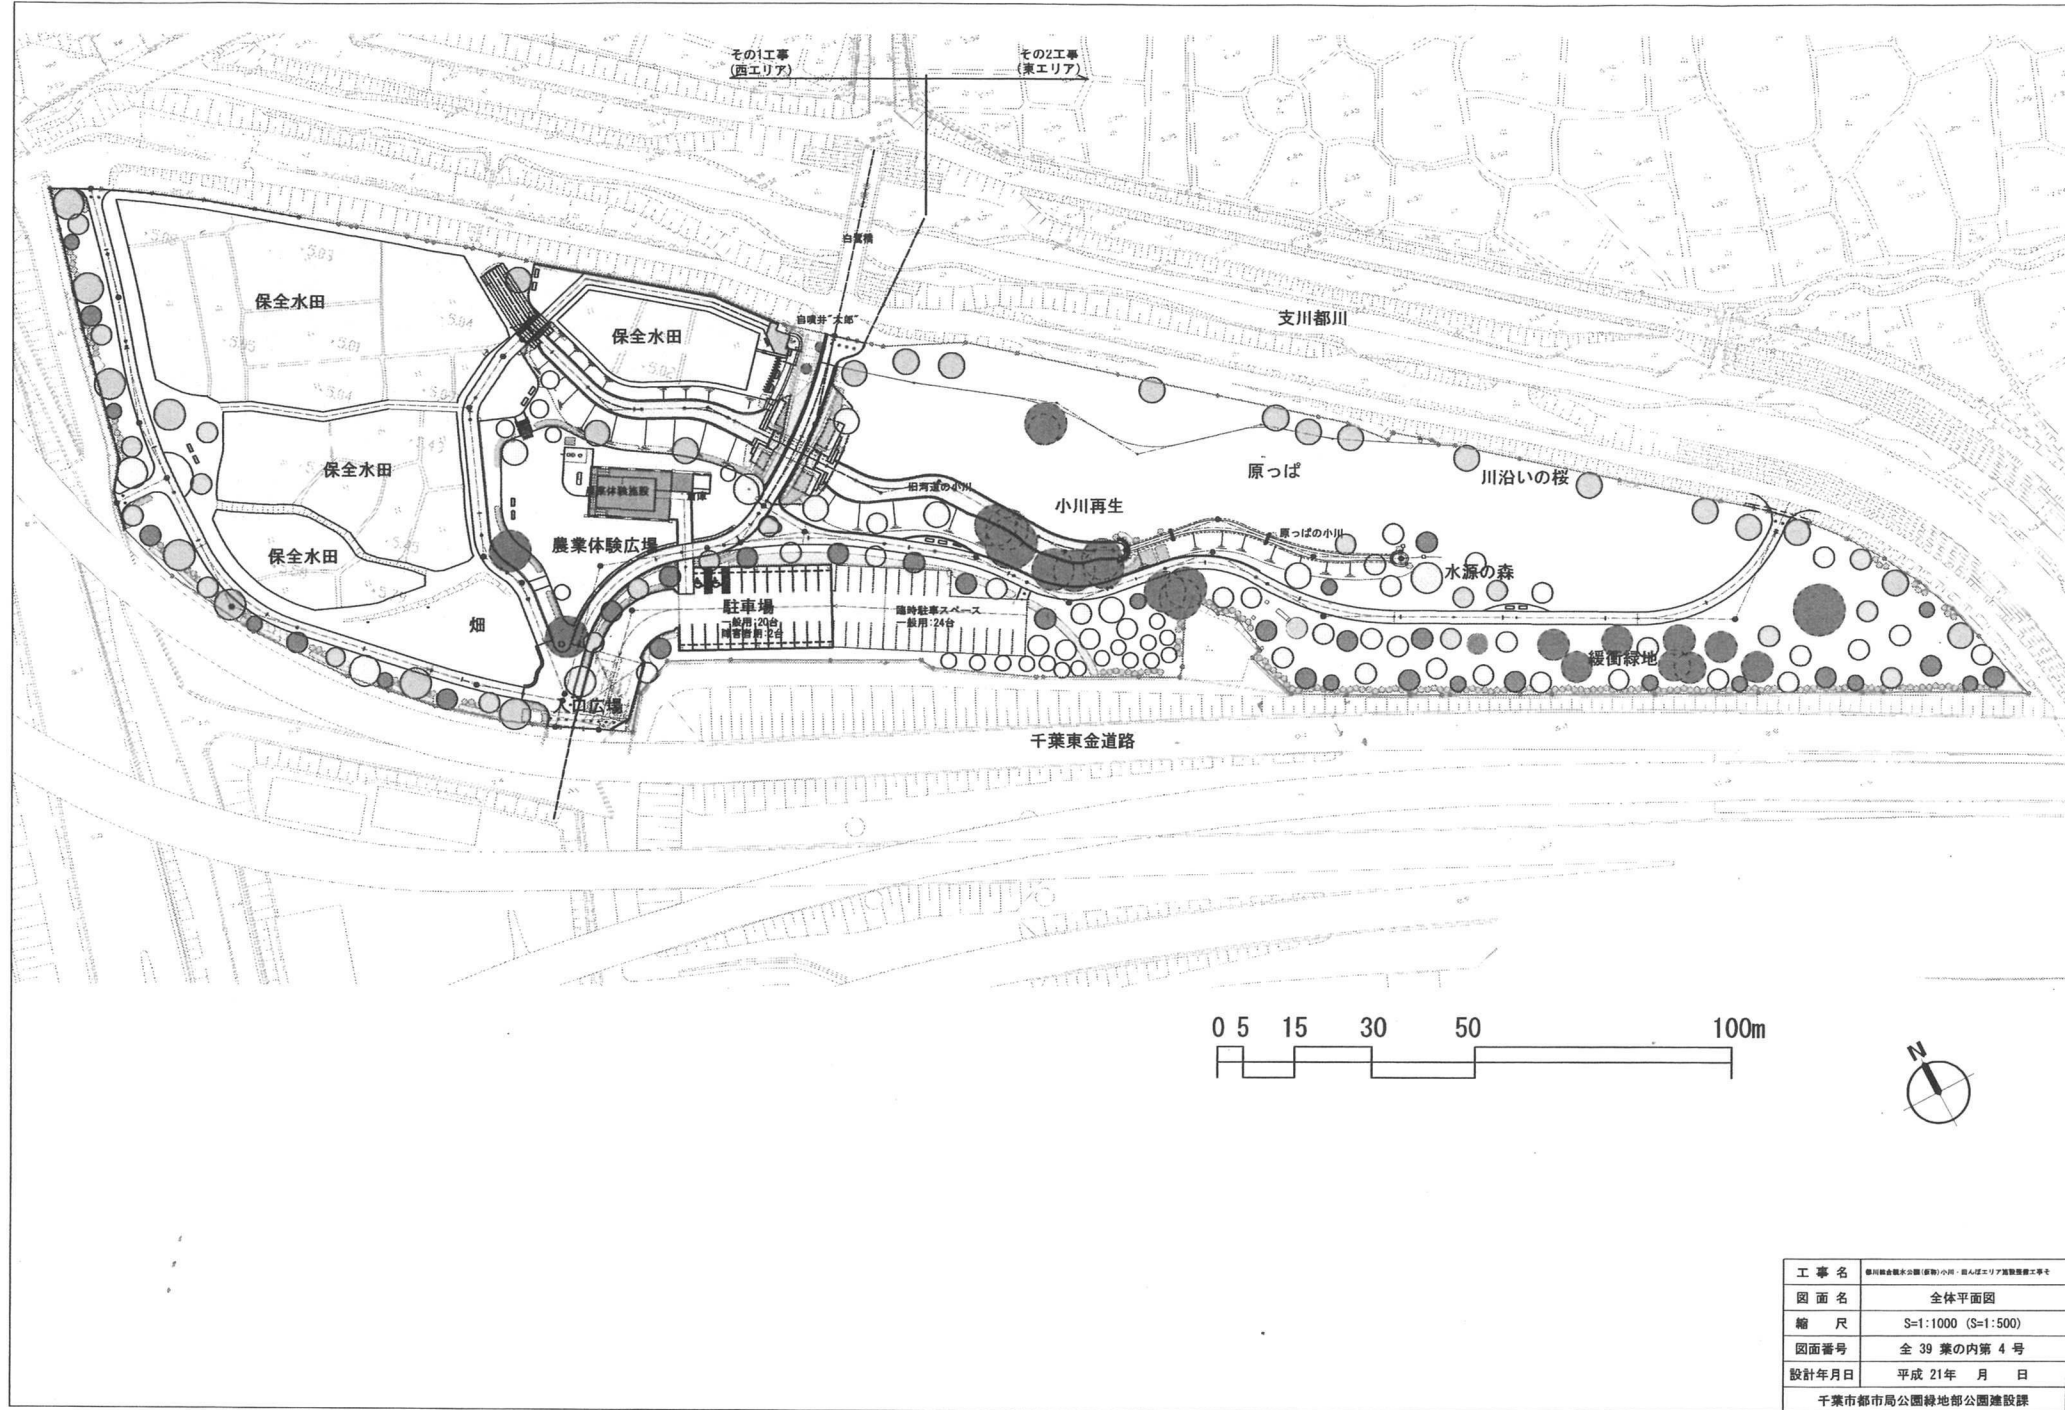 その1工事
(西エリア)
その2工事
(東エリア)
白鷺橋
保全水田
保全水田
自噴井"太郎"
支川都川
保全水田
農業体験施設
倉庫
旧河道の小川
小川再生
原っぱ
川沿いの桜
原っぱの小川
保全水田
農業体験広場
水源の森
畑
駐車場
一般用:20台
障害者用:2台
臨時駐車スペース
一般用:24台
緩衝緑地
入口広場
千葉東金道路
0 5 15 30 50 100m
N
工事名
図面名 全体平面図
縮尺 S=1:1000 (S=1:500)
図面番号 全 39 葉の内第 4 号
設計年月日 平成 21年 月 日
千葉市都市局公園緑地部公園建設課